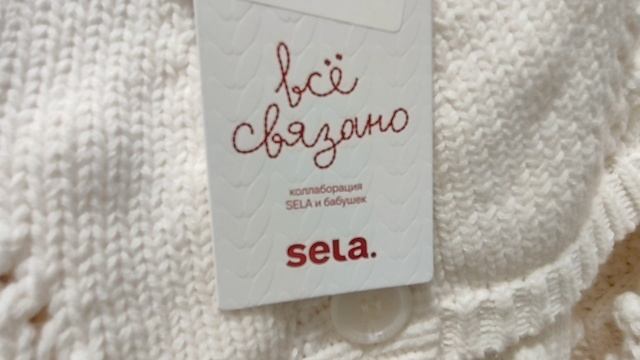 всё
связано
коллаборация
SELA и бабушек
sela.